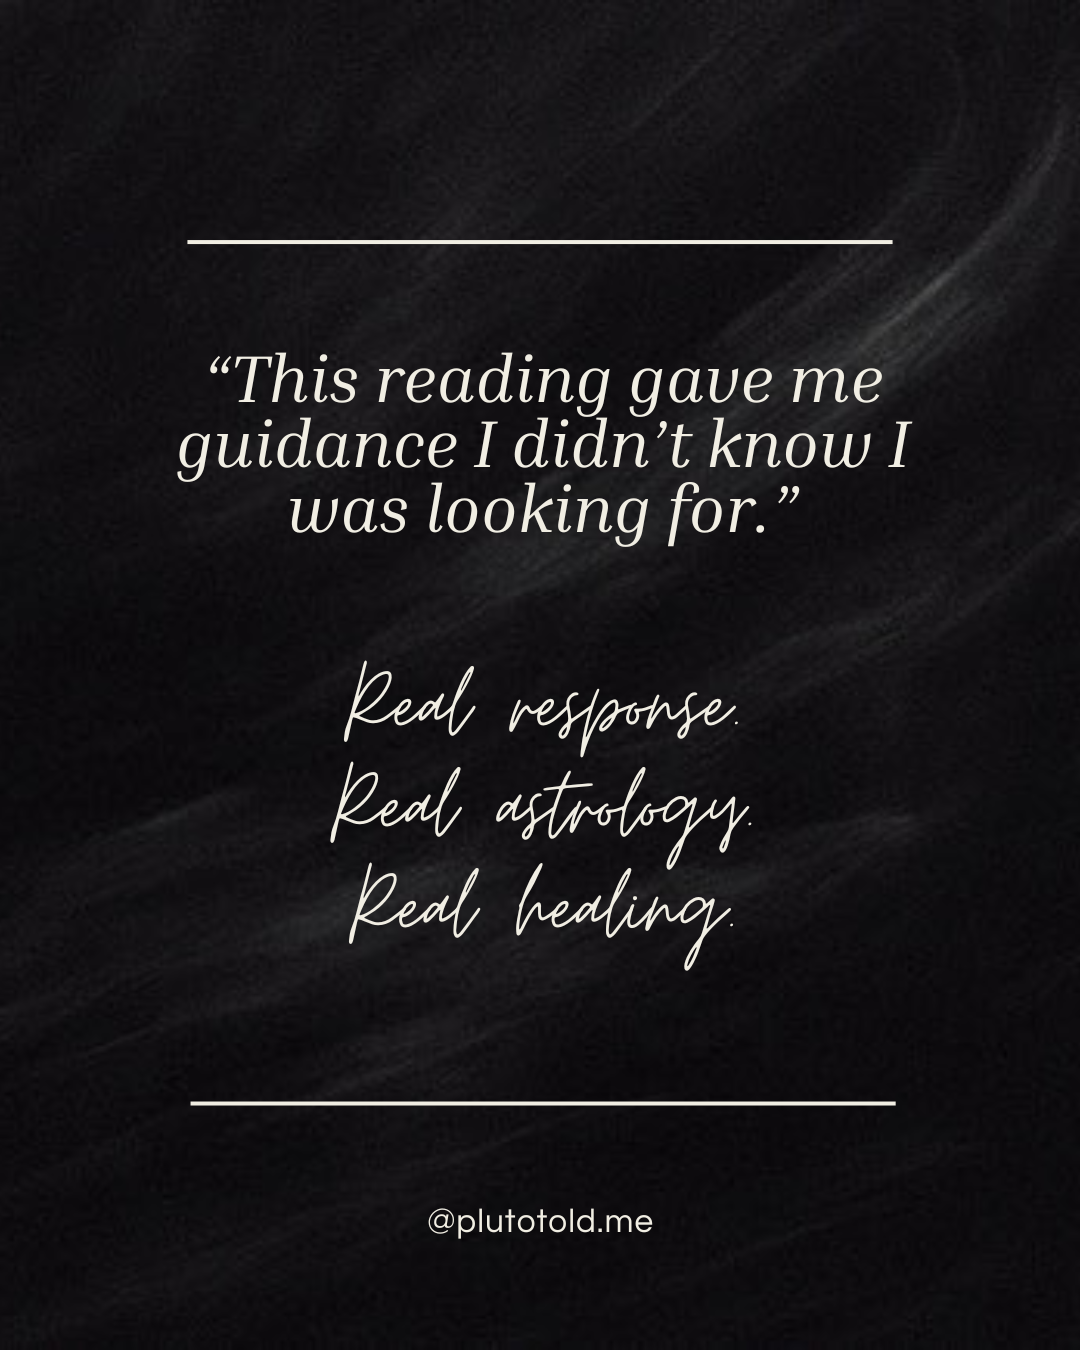 “This reading gave me
guidance I didn’t know I
was looking for.”
Real response.
Real astrology.
Real healing.
@plutotold.me